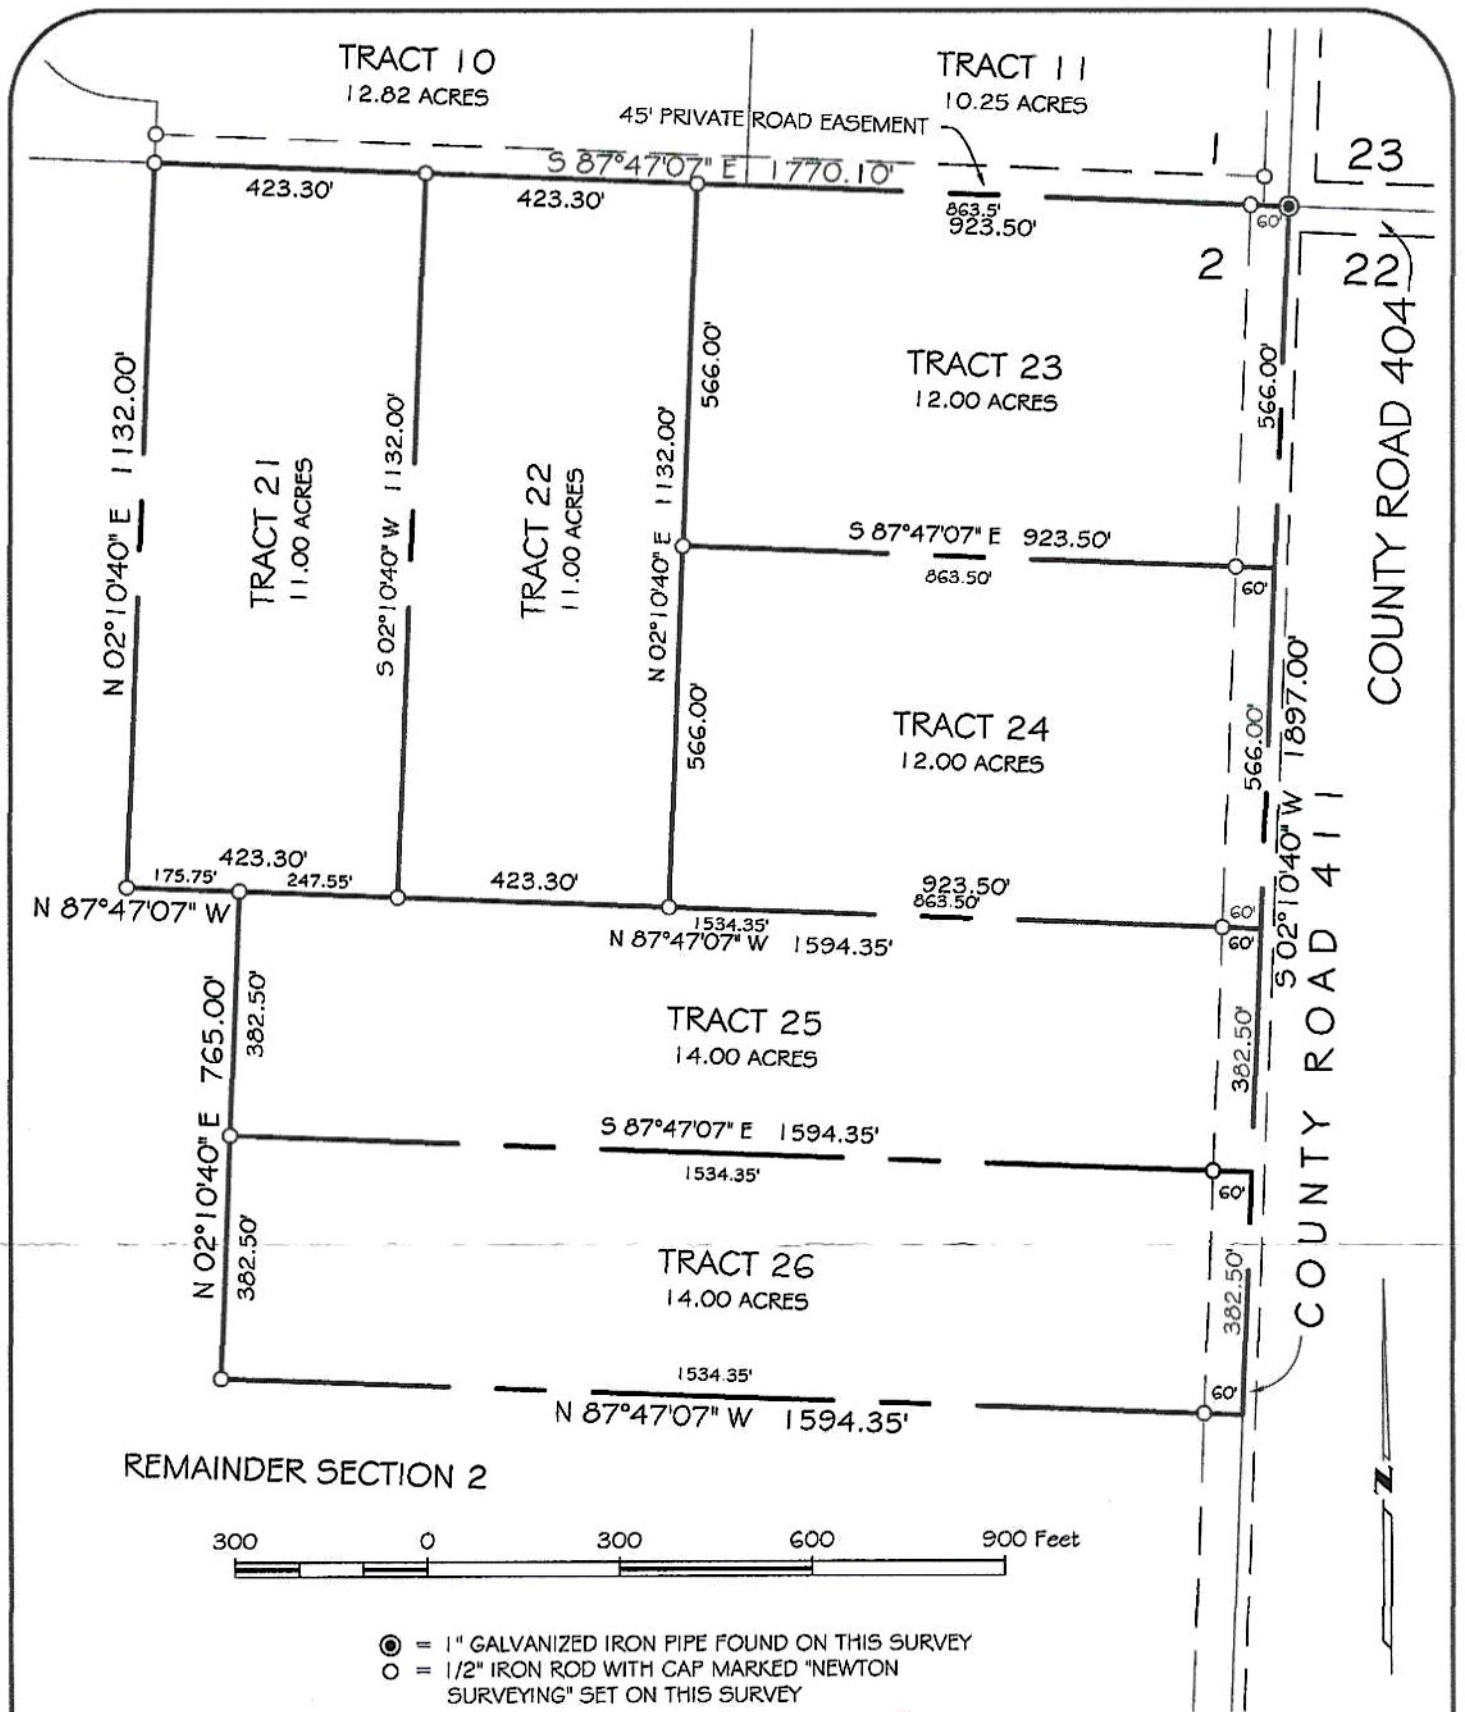 TRACT 10
12.82 ACRES
TRACT 11
10.25 ACRES
45' PRIVATE ROAD EASEMENT
1
23
S 87°47'07" E 1770.10'
423.30'
423.30'
863.5'
923.50'
60'
2
22
COUNTY ROAD 404
N 02°10'40" E 1132.00'
TRACT 21
11.00 ACRES
S 02°10'40" W 1132.00'
TRACT 22
11.00 ACRES
N 02°10'40" E 1132.00'
566.00'
566.00'
TRACT 23
12.00 ACRES
566.00'
S 87°47'07" E 923.50'
863.50'
60'
TRACT 24
12.00 ACRES
566.00'
S 02°10'40" W 1897.00'
COUNTY ROAD 411
423.30'
175.75'
247.55'
423.30'
923.50'
863.50'
60'
60'
N 87°47'07" W
1534.35'
N 87°47'07" W 1594.35'
N 02°10'40" E 765.00'
382.50'
382.50'
TRACT 25
14.00 ACRES
382.50'
S 87°47'07" E 1594.35'
1534.35'
60'
TRACT 26
14.00 ACRES
382.50'
1534.35'
60'
N 87°47'07" W 1594.35'
REMAINDER SECTION 2
N
300 0 300 600 900 Feet
= 1" GALVANIZED IRON PIPE FOUND ON THIS SURVEY
= 1/2" IRON ROD WITH CAP MARKED "NEWTON
SURVEYING" SET ON THIS SURVEY